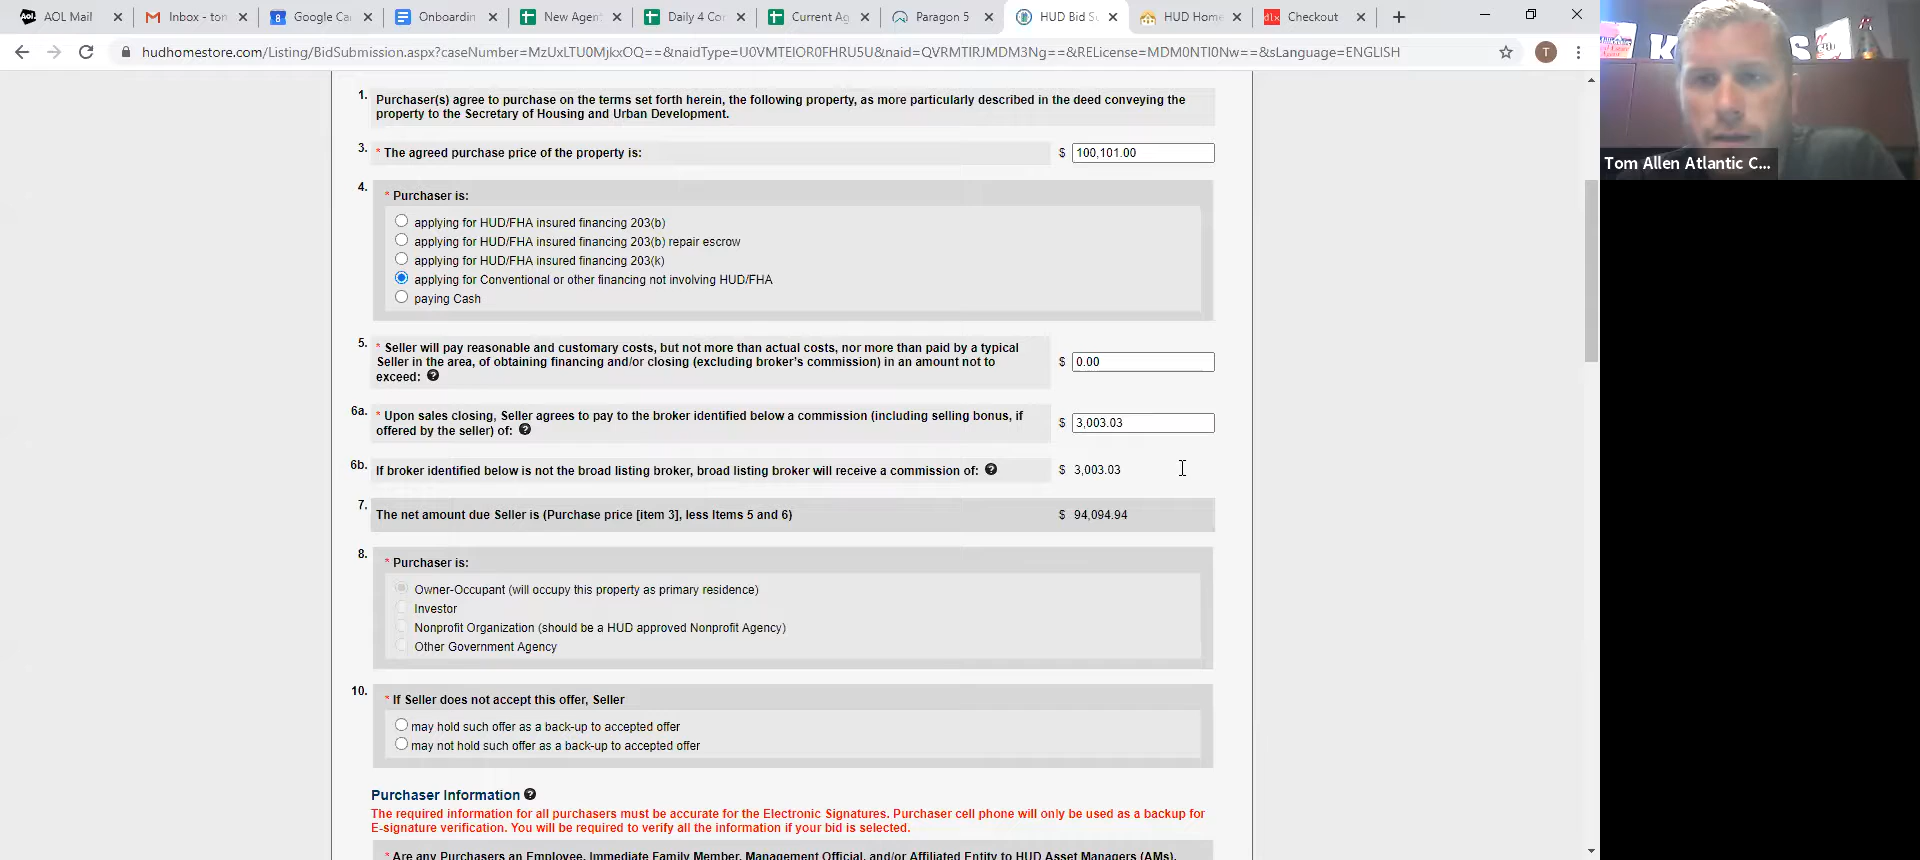 AOL Mail
Inbox - ton
Google Ca
Onboardin
New Agen
Daily 4 Co
Current Ag
Paragon 5
HUD Bid Su
HUD Home
Checkout
hudhomestore.com/Listing/BidSubmission.aspx?caseNumber=MzUxLTU0MjkxOQ==&naidType=U0VMTElOR0FHRU5U&naid=QVRMTlRJMDM3Ng==&RELicense=MDM0NTI0Nw==&sLanguage=ENGLISH
T
Tom Allen Atlantic C...
1. Purchaser(s) agree to purchase on the terms set forth herein, the following property, as more particularly described in the deed conveying the
property to the Secretary of Housing and Urban Development.
3. * The agreed purchase price of the property is: $ 100,101.00
4. * Purchaser is:
applying for HUD/FHA insured financing 203(b)
applying for HUD/FHA insured financing 203(b) repair escrow
applying for HUD/FHA insured financing 203(k)
applying for Conventional or other financing not involving HUD/FHA
paying Cash
5. * Seller will pay reasonable and customary costs, but not more than actual costs, nor more than paid by a typical
Seller in the area, of obtaining financing and/or closing (excluding broker's commission) in an amount not to $ 0.00
exceed:
6a. * Upon sales closing, Seller agrees to pay to the broker identified below a commission (including selling bonus, if
offered by the seller) of: $ 3,003.03
6b. If broker identified below is not the broad listing broker, broad listing broker will receive a commission of: $ 3,003.03
7. The net amount due Seller is (Purchase price [item 3], less Items 5 and 6) $ 94,094.94
8. * Purchaser is:
Owner-Occupant (will occupy this property as primary residence)
Investor
Nonprofit Organization (should be a HUD approved Nonprofit Agency)
Other Government Agency
10. * If Seller does not accept this offer, Seller
may hold such offer as a back-up to accepted offer
may not hold such offer as a back-up to accepted offer
Purchaser Information
The required information for all purchasers must be accurate for the Electronic Signatures. Purchaser cell phone will only be used as a backup for
E-signature verification. You will be required to verify all the information if your bid is selected.
* Are any Purchasers an Employee, Immediate Family Member, Management Official, and/or Affiliated Entity to HUD Asset Managers (AMs),